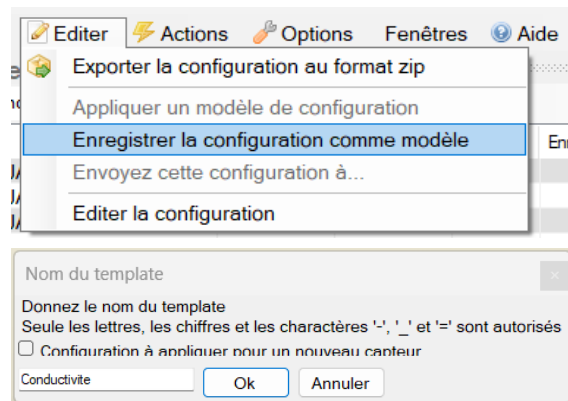 Editer Actions Options Fenêtres Aide
Exporter la configuration au format zip
Appliquer un modèle de configuration
Enregistrer la configuration comme modèle
Envoyez cette configuration à...
Editer la configuration
Nom du template
Donnez le nom du template
Seule les lettres, les chiffres et les charactères '-', '_' et '=' sont autorisés
Configuration à appliquer pour un nouveau capteur
Conductivite Ok Annuler